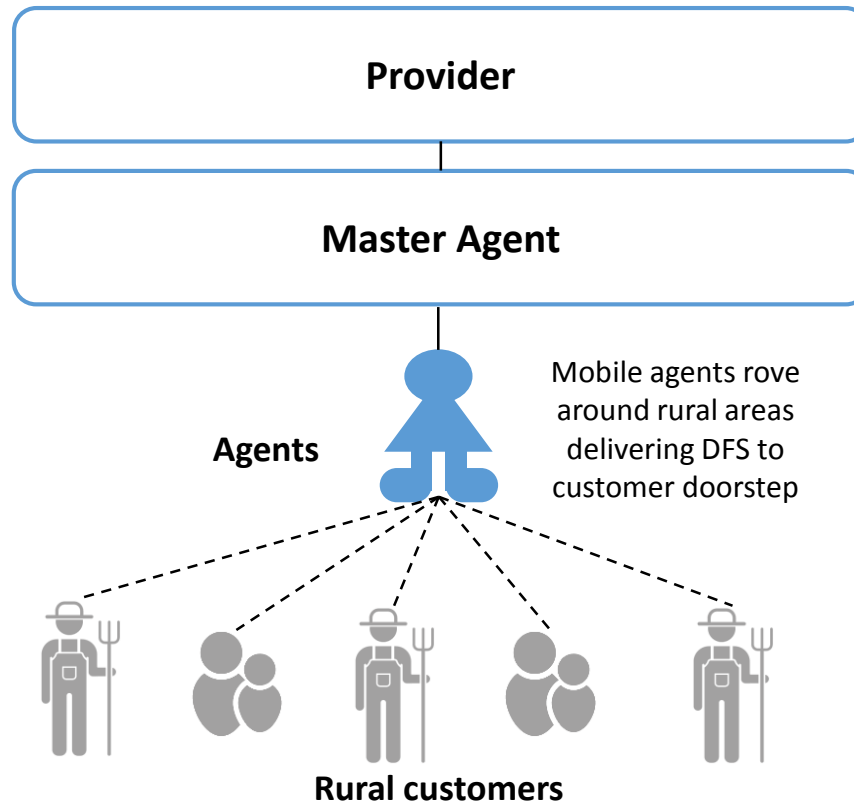 Provider
Master Agent
Agents
Mobile agents rove
around rural areas
delivering DFS to
customer doorstep
Rural customers